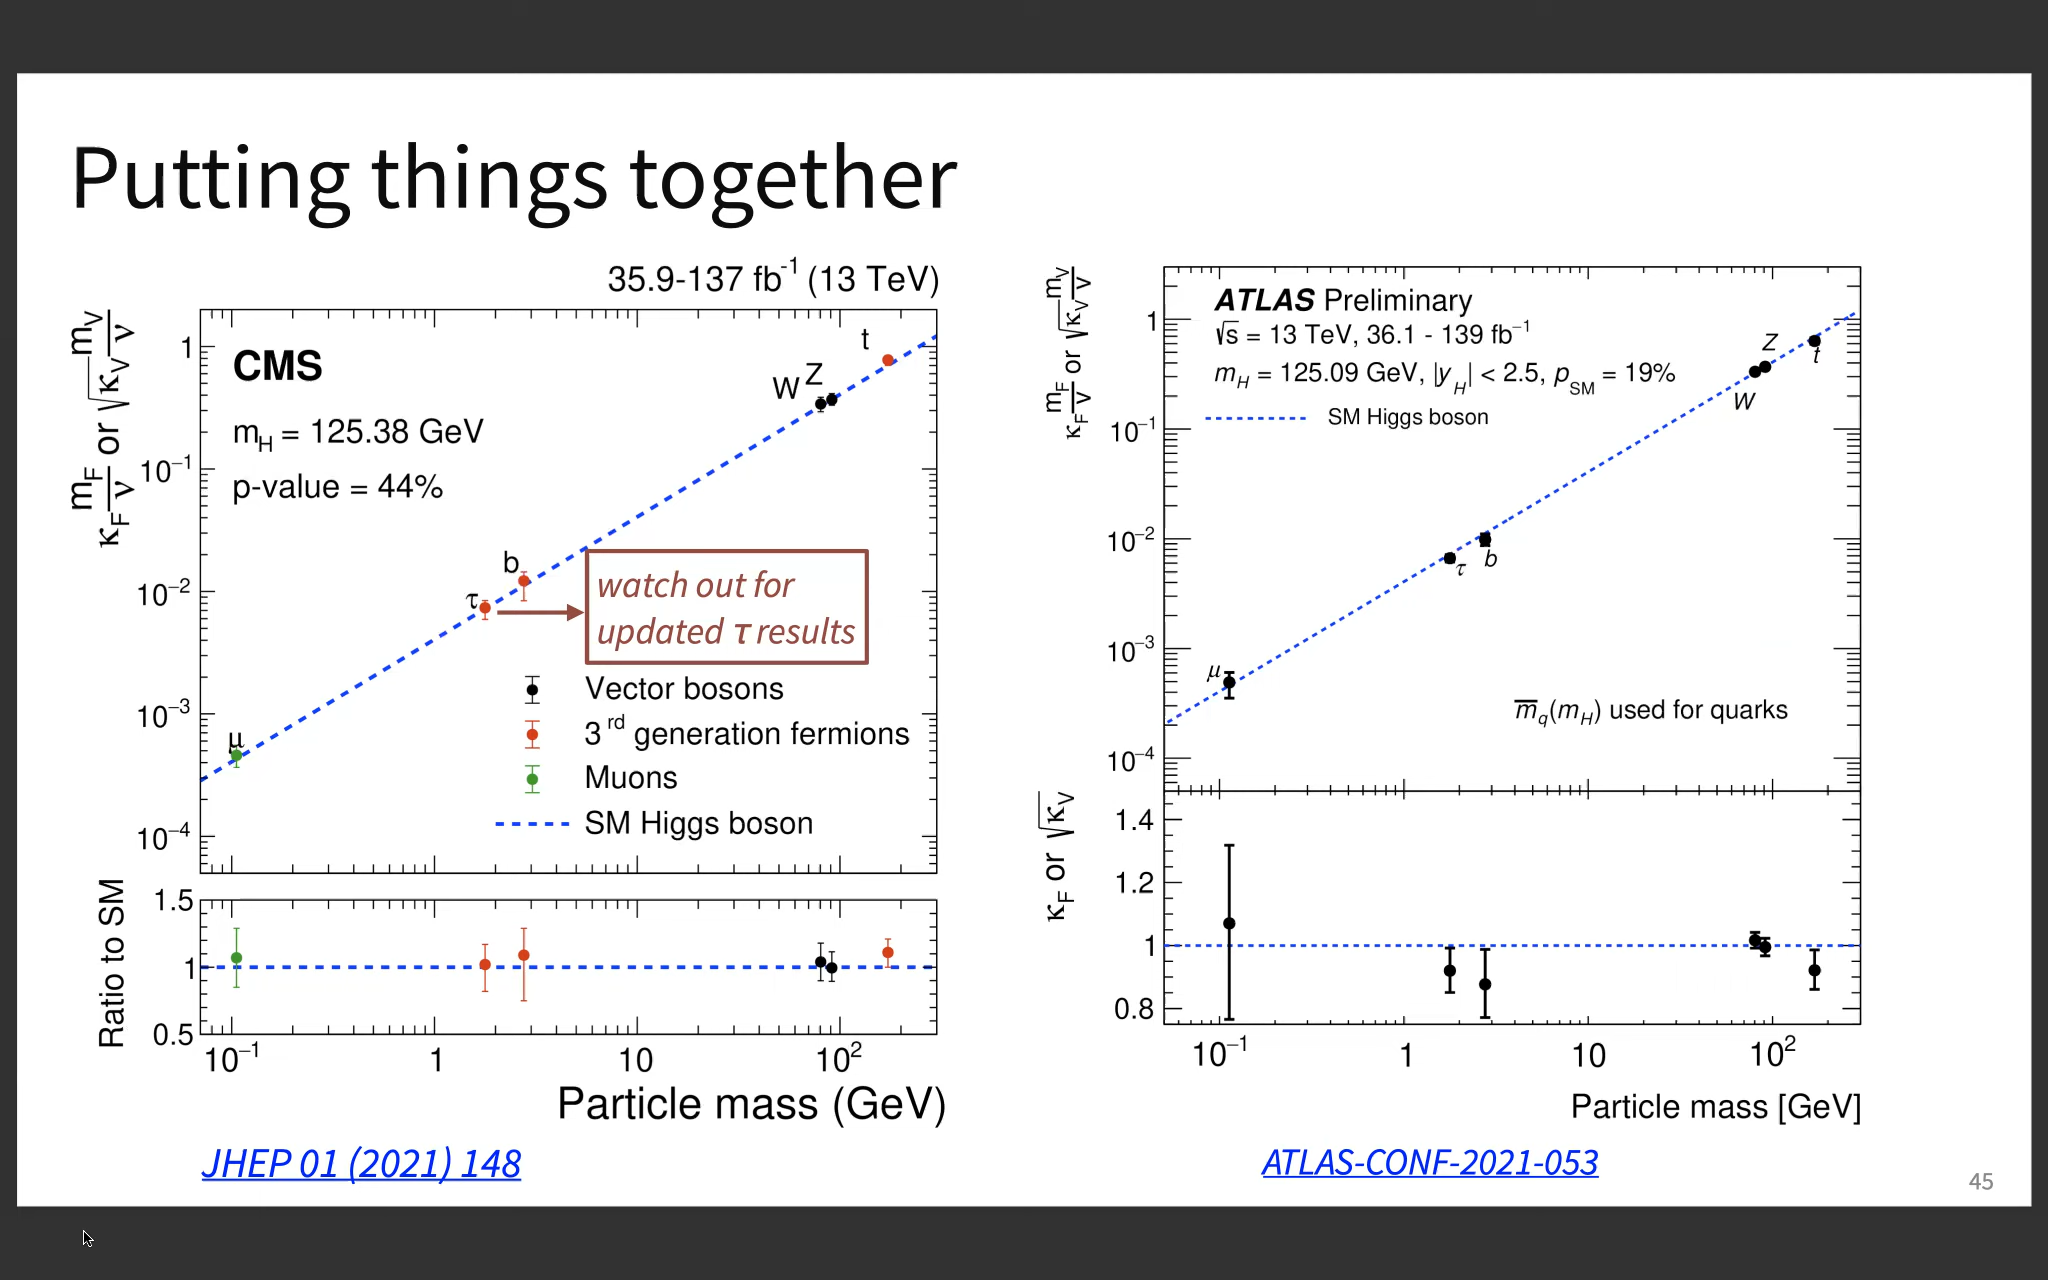 Putting things together
35.9-137 fb⁻¹ (13 TeV)
κ_F m_F/ν or √κ_V m_V/ν
CMS
m_H = 125.38 GeV
p-value = 44%
1
10⁻¹
10⁻²
10⁻³
10⁻⁴
t
W Z
b
τ
μ
watch out for
updated τ results
Vector bosons
3rd generation fermions
Muons
SM Higgs boson
Ratio to SM
1.5
1
0.5
10⁻¹ 1 10 10²
Particle mass (GeV)
JHEP 01 (2021) 148
κ_F m_F/ν or √κ_V m_V/ν
ATLAS Preliminary
√s = 13 TeV, 36.1 - 139 fb⁻¹
m_H = 125.09 GeV, |y_H| < 2.5, p_SM = 19%
SM Higgs boson
1
10⁻¹
10⁻²
10⁻³
10⁻⁴
Z
t
W
τ b
μ
m̅_q(m_H) used for quarks
κ_F or √κ_V
1.4
1.2
1
0.8
10⁻¹ 1 10 10²
Particle mass [GeV]
ATLAS-CONF-2021-053
45